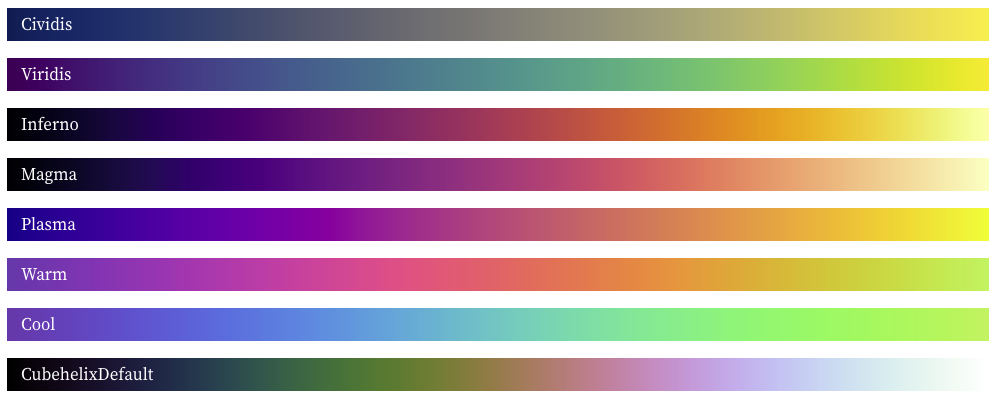 Cividis
Viridis
Inferno
Magma
Plasma
Warm
Cool
CubehelixDefault